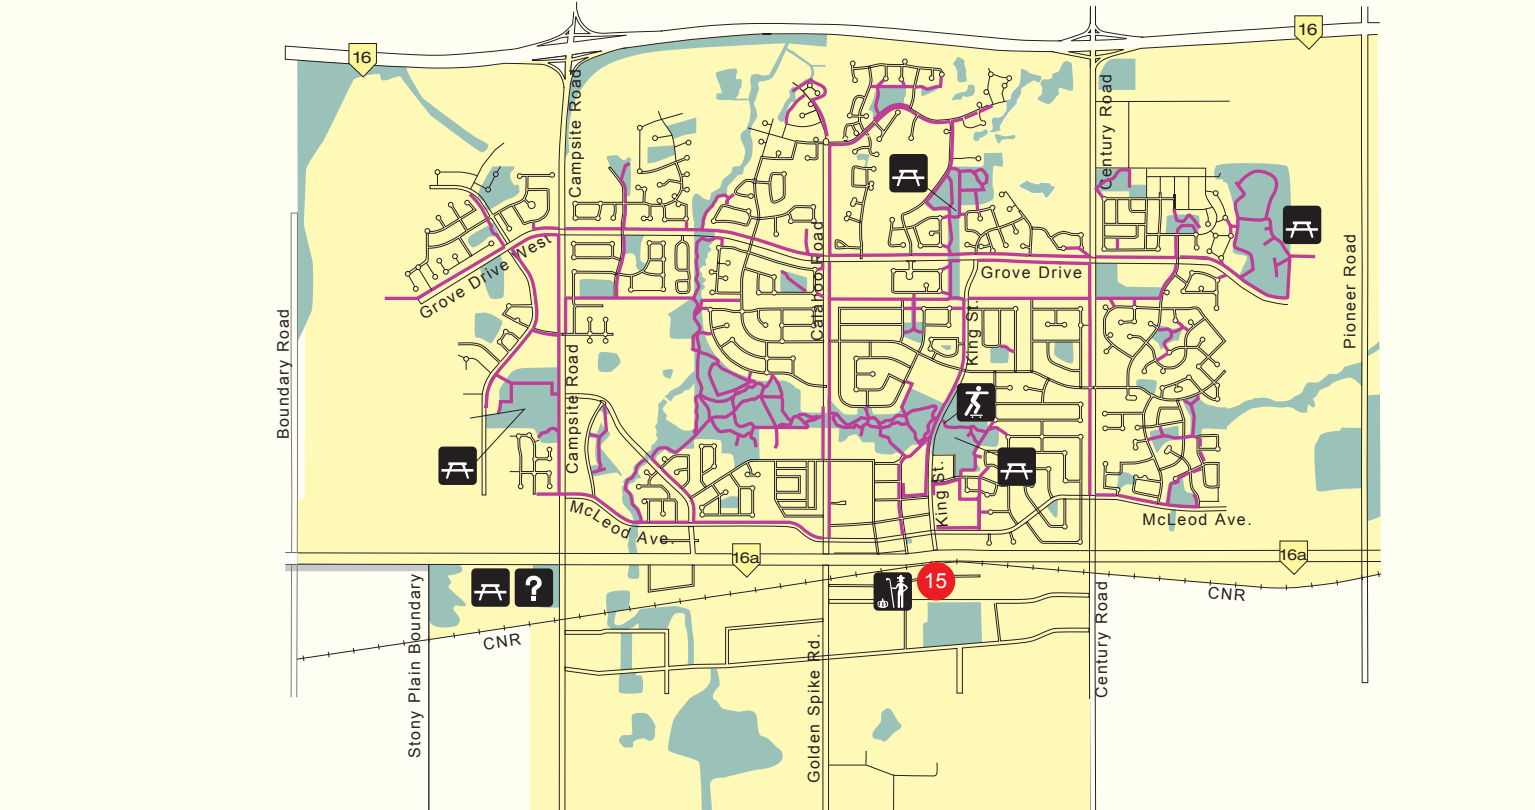 16
16
Campsite Road
Century Road
Grove Drive West
Calahoo Road
Grove Drive
Pioneer Road
Boundary Road
King St.
Campsite Road
King St.
McLeod Ave.
McLeod Ave.
16a
16a
?
15
CNR
CNR
Stony Plain Boundary
Golden Spike Rd.
Century Road